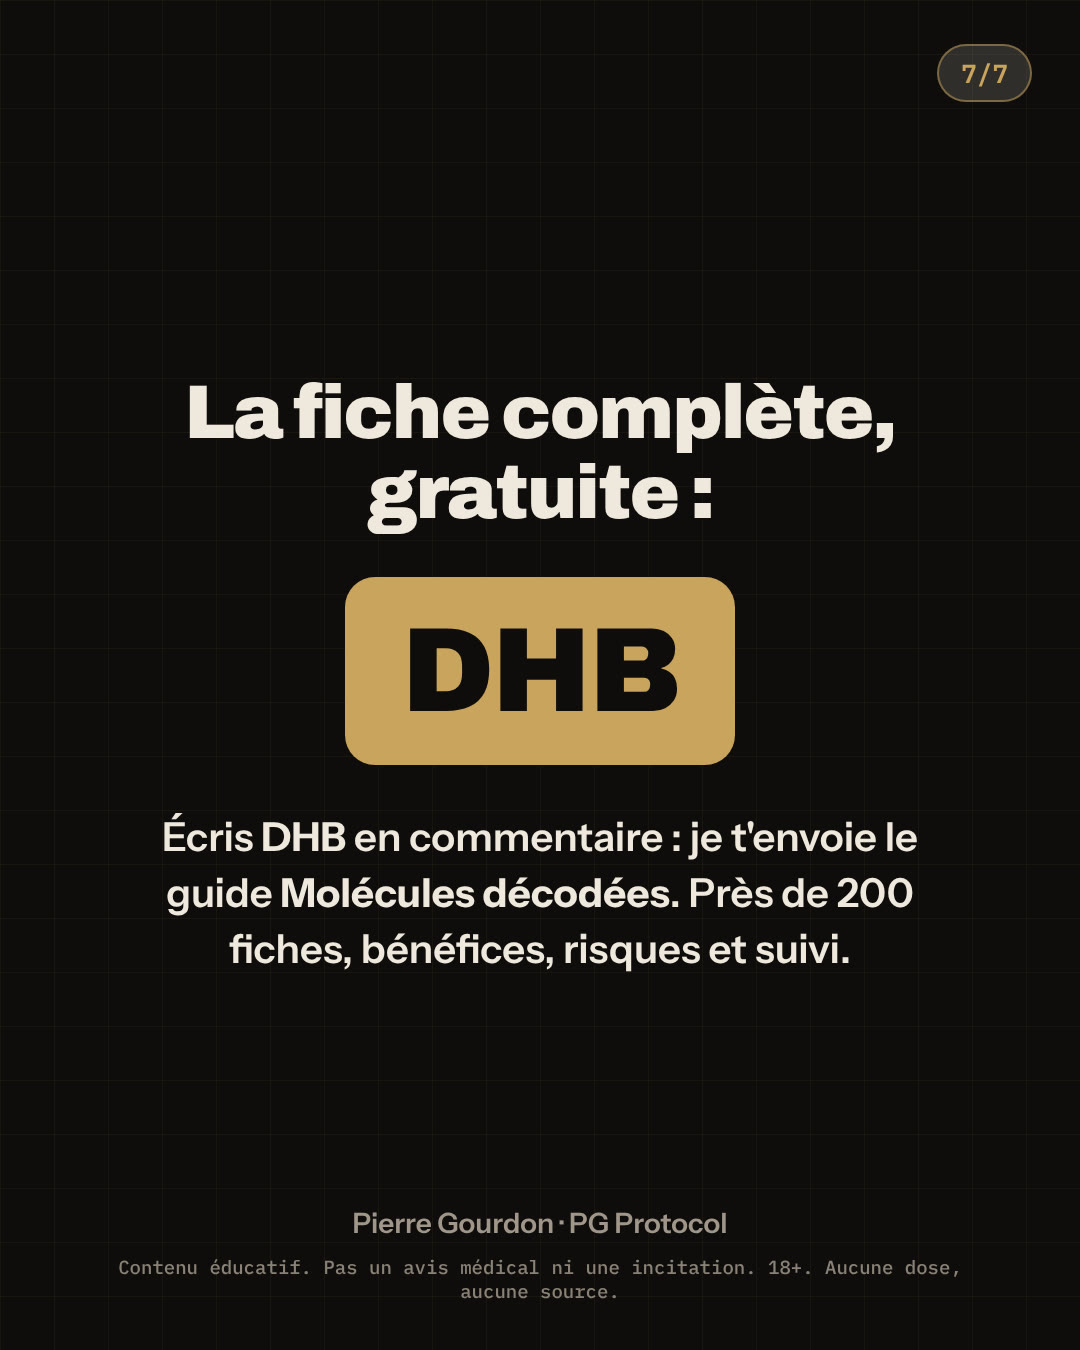 7/7
La fiche complète,
gratuite :
DHB
Écris DHB en commentaire : je t'envoie le
guide Molécules décodées. Près de 200
fiches, bénéfices, risques et suivi.
Pierre Gourdon · PG Protocol
Contenu éducatif. Pas un avis médical ni une incitation. 18+. Aucune dose,
aucune source.